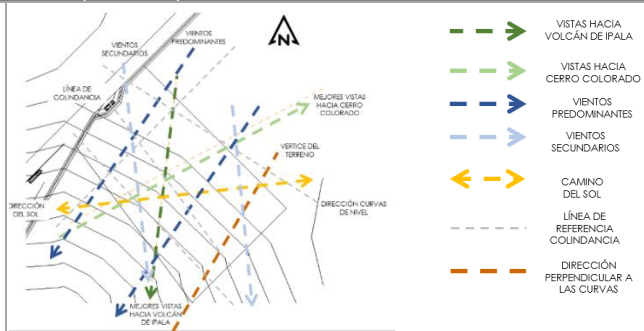 VIENTOS
SECUNDARIOS
VIENTOS
PREDOMINANTES
N
LÍNEA DE
COLINDANCIA
MEJORES VISTAS
HACIA CERRO
COLORADO
VERTICE DEL
TERRENO
DIRECCIÓN
DEL SOL
DIRECCIÓN CURVAS
DE NIVEL
MEJORES VISTAS
HACIA VOLCÁN
DE IPALA
VISTAS HACIA
VOLCÁN DE IPALA
VISTAS HACIA
CERRO COLORADO
VIENTOS
PREDOMINANTES
VIENTOS
SECUNDARIOS
CAMINO
DEL SOL
LÍNEA DE
REFERENCIA
COLINDANCIA
DIRECCIÓN
PERPENDICULAR A
LAS CURVAS